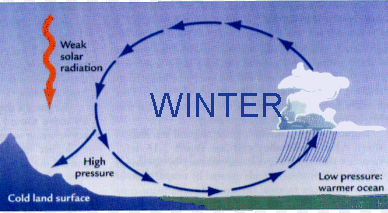 Weak
solar
radiation
WINTER
High
pressure
Low pressure:
warmer ocean
Cold land surface